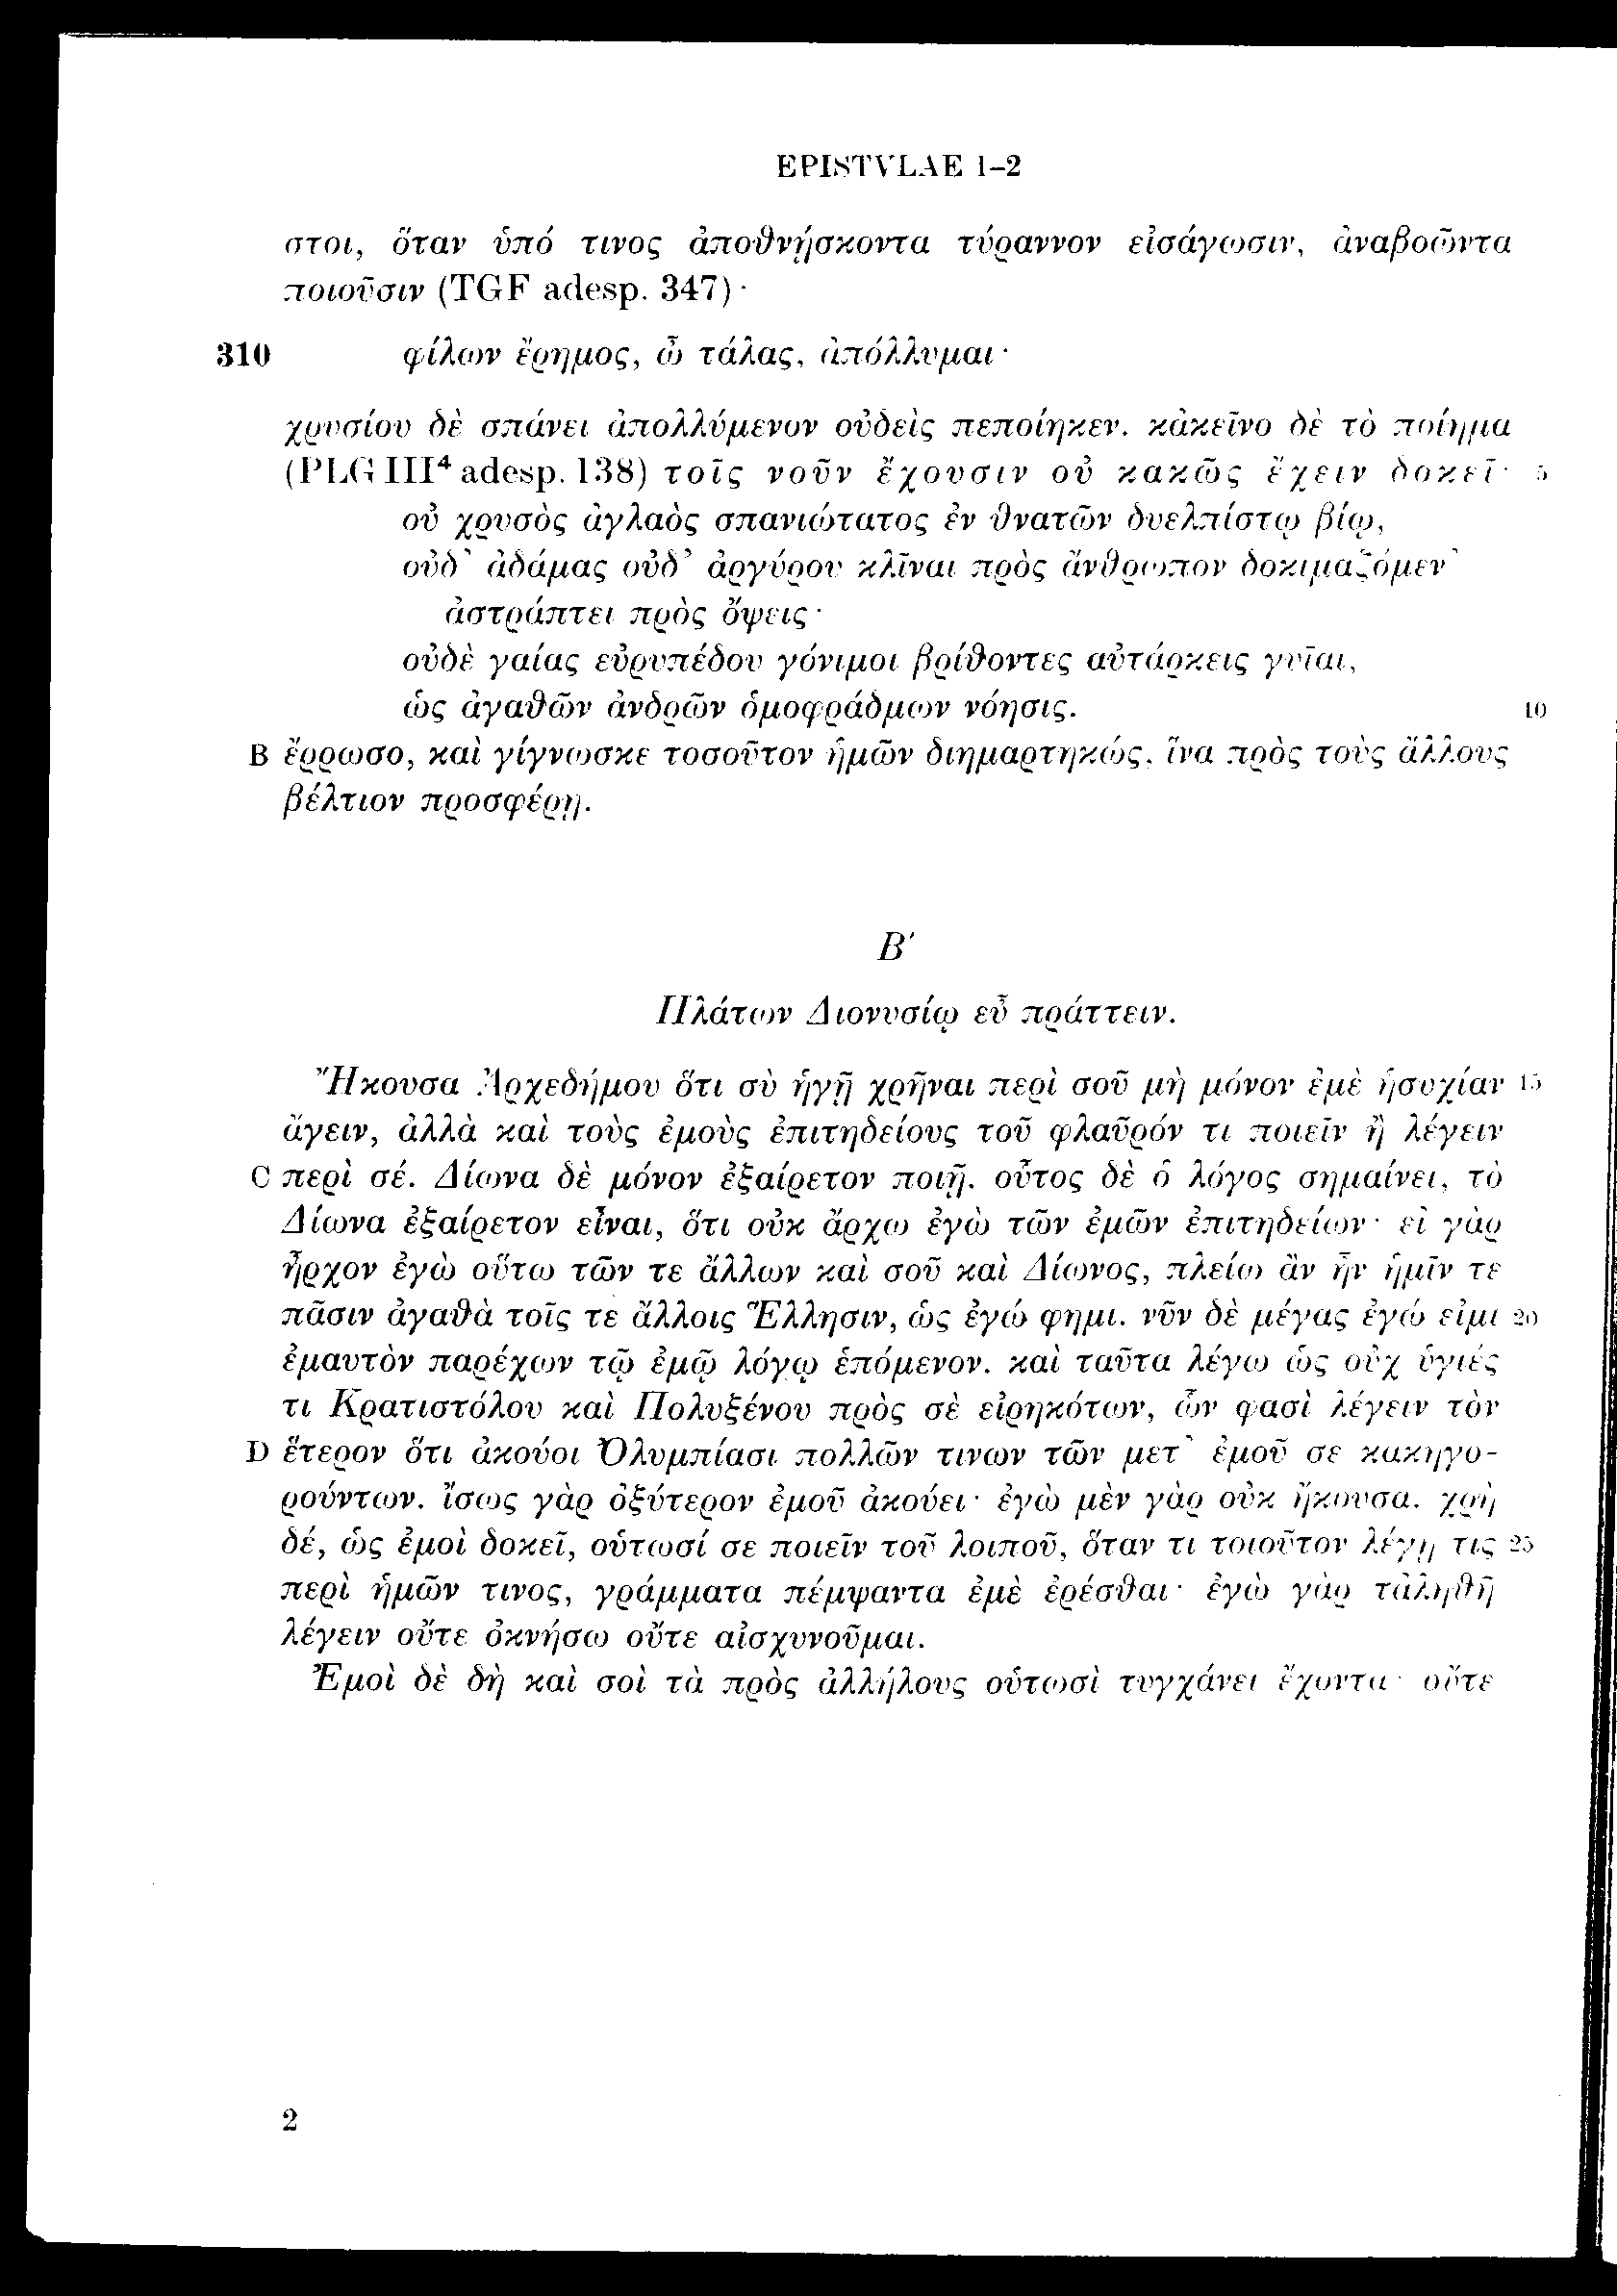 EPISTVLAE 1–2
στοι, ὅταν ὑπό τινος ἀποθνῄσκοντα τύραννον εἰσάγωσιν, ἀναβοῶντα
ποιοῦσιν (TGF adesp. 347)·
310 φίλων ἔρημος, ὦ τάλας, ἀπόλλυμαι·
χρυσίου δὲ σπάνει ἀπολλύμενον οὐδεὶς πεποίηκεν. κἀκεῖνο δὲ τὸ ποίημα
(PLG III⁴ adesp. 138) τοῖς νοῦν ἔχουσιν οὐ κακῶς ἔχειν δοκεῖ· 5
οὐ χρυσὸς ἀγλαὸς σπανιώτατος ἐν θνατῶν δυελπίστῳ βίῳ,
οὐδ᾽ ἀδάμας οὐδ᾽ ἀργύρου κλῖναι πρὸς ἄνθρωπον δοκιμαζόμεν᾽
ἀστράπτει πρὸς ὄψεις·
οὐδὲ γαίας εὐρυπέδου γόνιμοι βρίθοντες αὐτάρκεις γυῖαι,
ὡς ἀγαθῶν ἀνδρῶν ὁμοφράδμων νόησις. 10
B ἔρρωσο, καὶ γίγνωσκε τοσοῦτον ἡμῶν διημαρτηκώς, ἵνα πρὸς τοὺς ἄλλους
βέλτιον προσφέρῃ.
Β′
Πλάτων Διονυσίῳ εὖ πράττειν.
Ἤκουσα Ἀρχεδήμου ὅτι σὺ ἡγῇ χρῆναι περὶ σοῦ μὴ μόνον ἐμὲ ἡσυχίαν 15
ἄγειν, ἀλλὰ καὶ τοὺς ἐμοὺς ἐπιτηδείους τοῦ φλαῦρόν τι ποιεῖν ἢ λέγειν
C περὶ σέ. Δίωνα δὲ μόνον ἐξαίρετον ποιῇ. οὗτος δὲ ὁ λόγος σημαίνει, τὸ
Δίωνα ἐξαίρετον εἶναι, ὅτι οὐκ ἄρχω ἐγὼ τῶν ἐμῶν ἐπιτηδείων· εἰ γὰρ
ἦρχον ἐγὼ οὕτω τῶν τε ἄλλων καὶ σοῦ καὶ Δίωνος, πλείω ἂν ἦν ἡμῖν τε
πᾶσιν ἀγαθὰ τοῖς τε ἄλλοις Ἕλλησιν, ὡς ἐγώ φημι. νῦν δὲ μέγας ἐγώ εἰμι 20
ἐμαυτὸν παρέχων τῷ ἐμῷ λόγῳ ἑπόμενον. καὶ ταῦτα λέγω ὡς οὐχ ὑγιές
τι Κρατιστόλου καὶ Πολυξένου πρὸς σὲ εἰρηκότων, ὧν φασὶ λέγειν τὸν
D ἕτερον ὅτι ἀκούοι Ὀλυμπίασι πολλῶν τινων τῶν μετ᾽ ἐμοῦ σε κακηγο-
ρούντων. ἴσως γὰρ ὀξύτερον ἐμοῦ ἀκούει· ἐγὼ μὲν γὰρ οὐκ ἤκουσα. χρὴ
δέ, ὡς ἐμοὶ δοκεῖ, οὑτωσί σε ποιεῖν τοῦ λοιποῦ, ὅταν τι τοιοῦτον λέγῃ τις 25
περὶ ἡμῶν τινος, γράμματα πέμψαντα ἐμὲ ἐρέσθαι· ἐγὼ γὰρ τἀληθῆ
λέγειν οὔτε ὀκνήσω οὔτε αἰσχυνοῦμαι.
Ἐμοὶ δὲ δὴ καὶ σοὶ τὰ πρὸς ἀλλήλους οὑτωσὶ τυγχάνει ἔχοντα· οὔτε
2